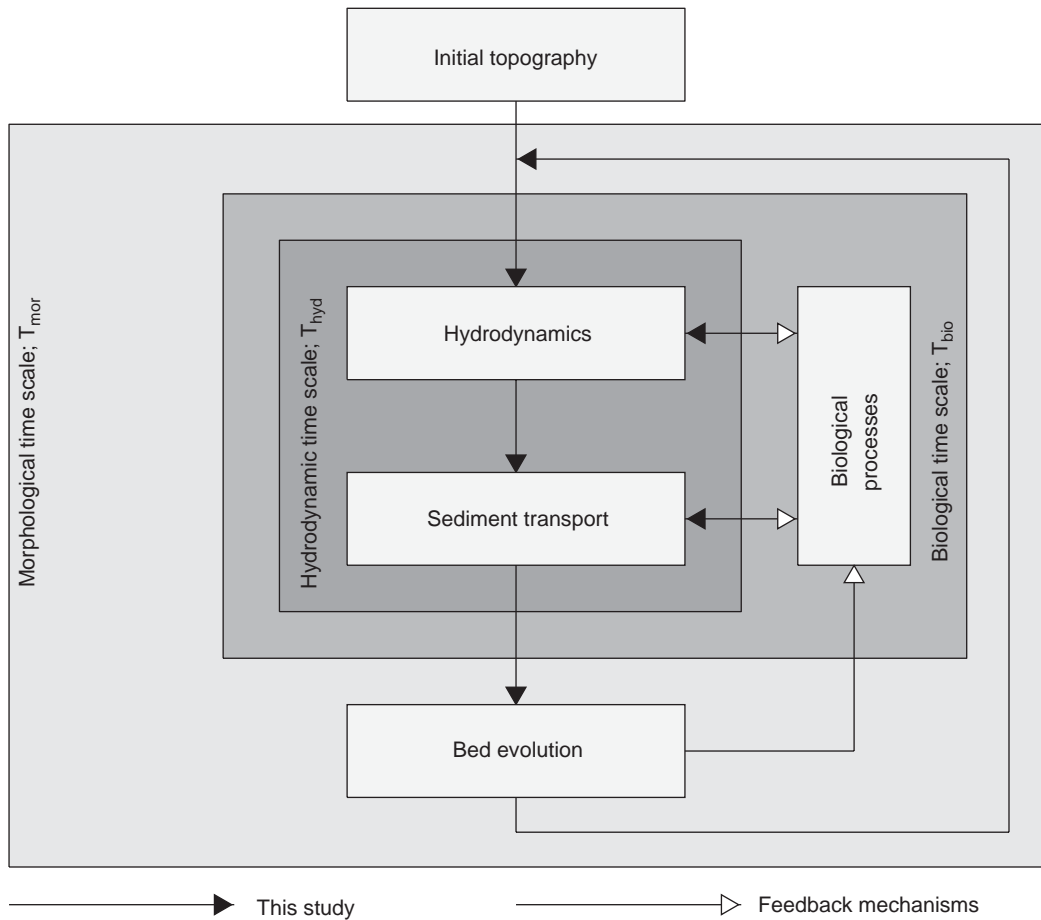 Initial topography
Morphological time scale; Tmor
Hydrodynamic time scale; Thyd
Hydrodynamics
Sediment transport
Biological
processes
Biological time scale; Tbio
Bed evolution
This study
Feedback mechanisms